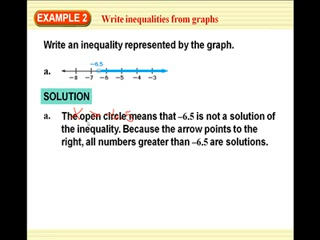 EXAMPLE 2 Write inequalities from graphs
Write an inequality represented by the graph.
–6.5
a.
–8 –7 –6 –5 –4 –3
SOLUTION
a. The open circle means that –6.5 is not a solution of
the inequality. Because the arrow points to the
right, all numbers greater than –6.5 are solutions.